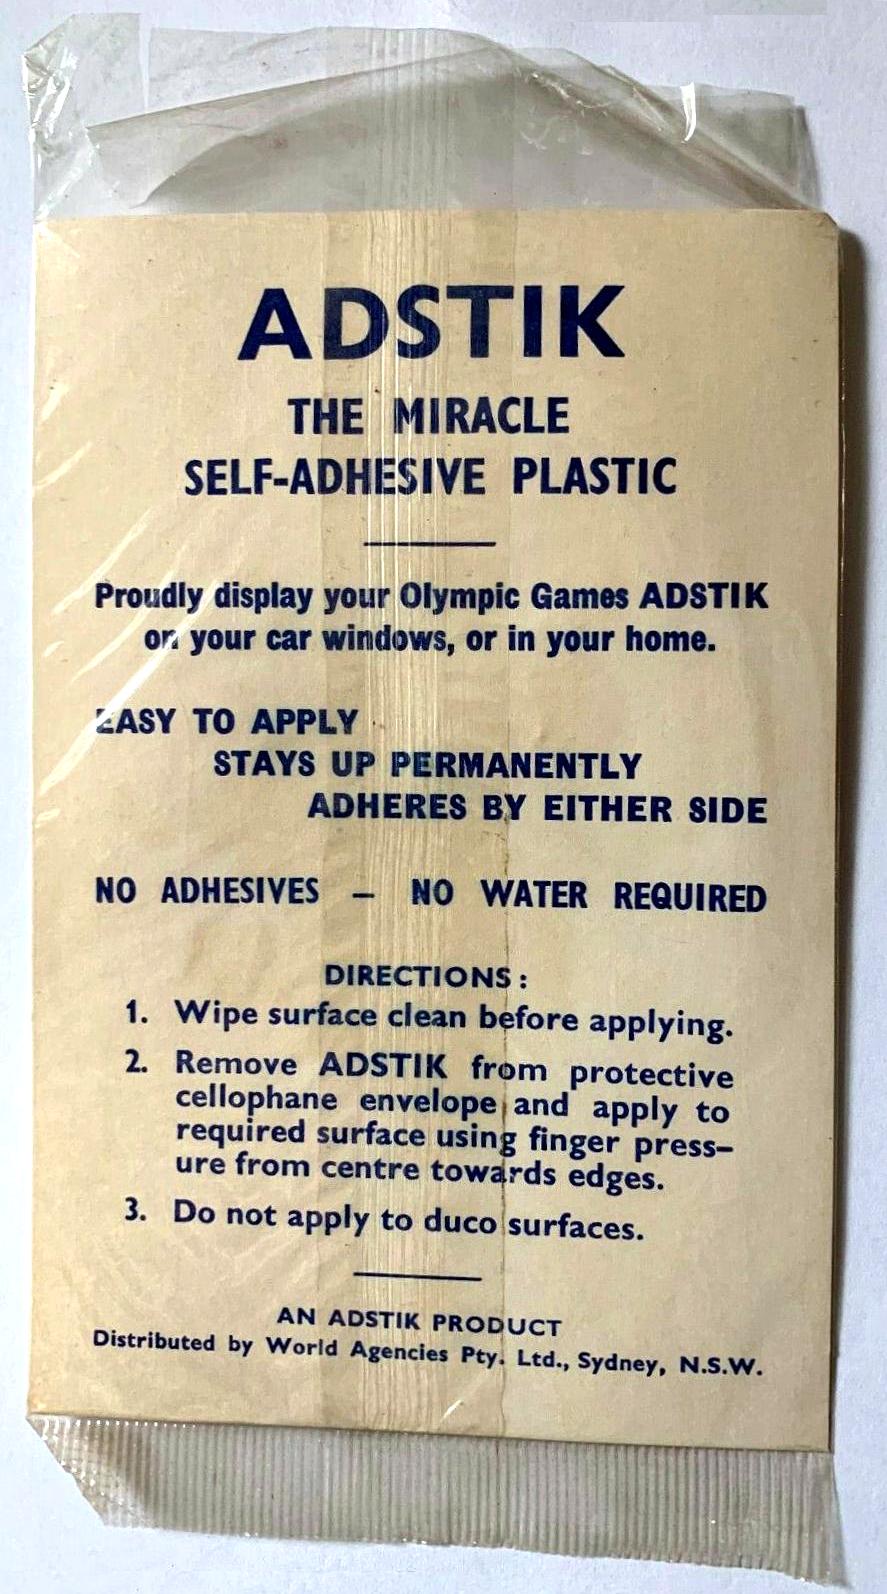 ADSTIK
THE MIRACLE
SELF-ADHESIVE PLASTIC
Proudly display your Olympic Games ADSTIK
on your car windows, or in your home.
EASY TO APPLY
STAYS UP PERMANENTLY
ADHERES BY EITHER SIDE
NO ADHESIVES – NO WATER REQUIRED
DIRECTIONS:
1. Wipe surface clean before applying.
2. Remove ADSTIK from protective
cellophane envelope and apply to
required surface using finger press-
ure from centre towards edges.
3. Do not apply to duco surfaces.
AN ADSTIK PRODUCT
Distributed by World Agencies Pty. Ltd., Sydney, N.S.W.